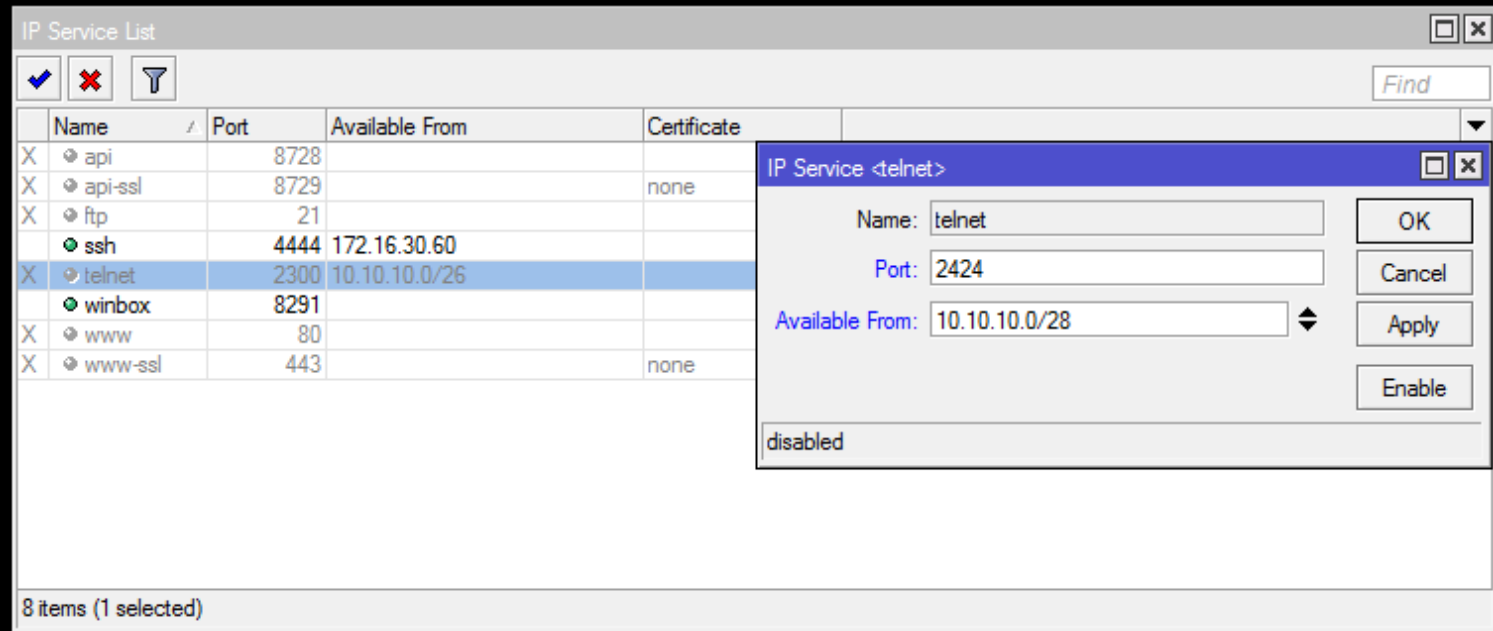 IP Service List
Find
Name Port Available From Certificate
X api 8728
X api-ssl 8729 none
X ftp 21
ssh 4444 172.16.30.60
X telnet 2300 10.10.10.0/26
winbox 8291
X www 80
X www-ssl 443 none
IP Service <telnet>
Name: telnet
OK
Port: 2424
Cancel
Available From: 10.10.10.0/28
Apply
Enable
disabled
8 items (1 selected)